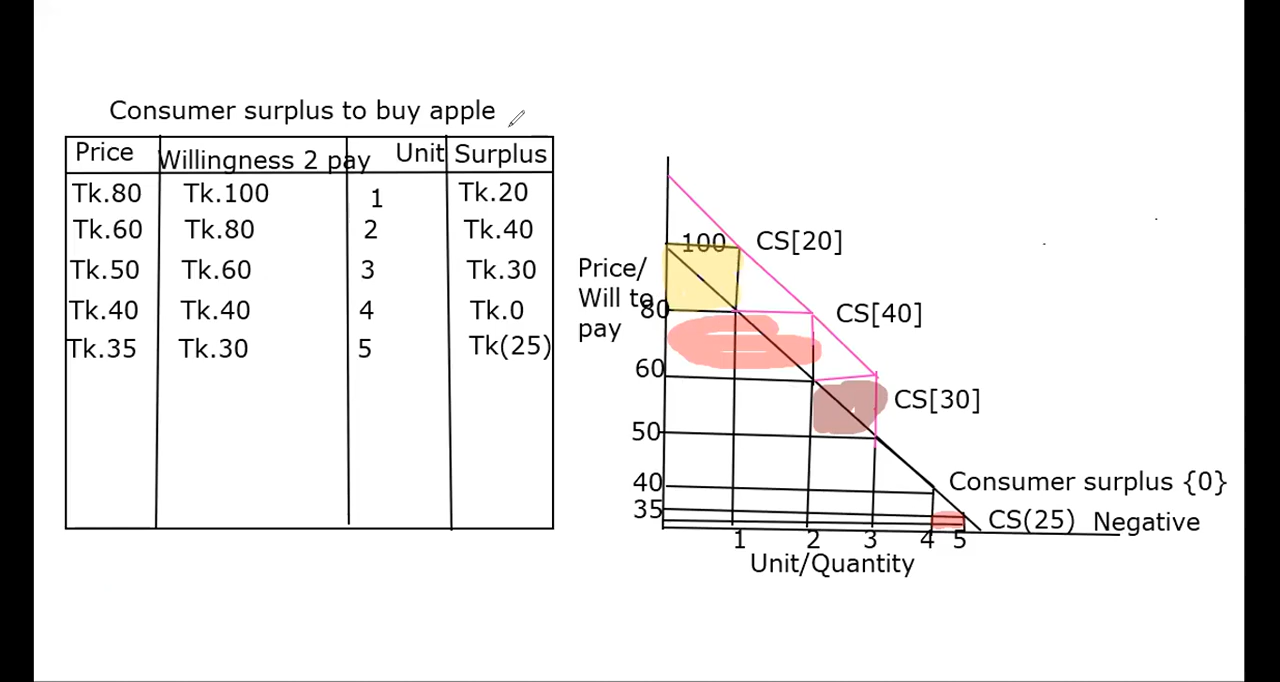 Consumer surplus to buy apple
Price Willingness 2 pay Unit Surplus
Tk.80 Tk.100 1 Tk.20
Tk.60 Tk.80 2 Tk.40
Tk.50 Tk.60 3 Tk.30
Tk.40 Tk.40 4 Tk.0
Tk.35 Tk.30 5 Tk(25)
100 CS[20]
Price/
Will to
pay
80 CS[40]
60
CS[30]
50
40 Consumer surplus {0}
35 CS(25) Negative
1 2 3 4 5
Unit/Quantity